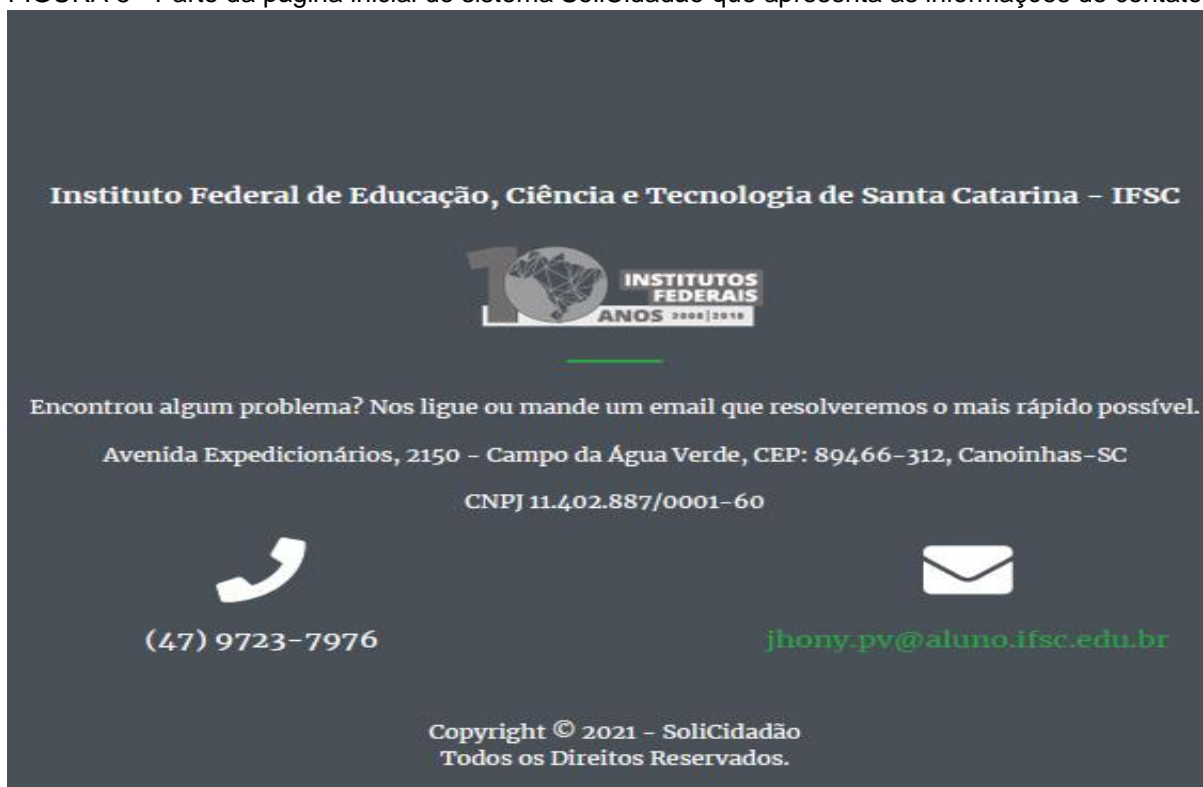 Instituto Federal de Educação, Ciência e Tecnologia de Santa Catarina - IFSC
10
INSTITUTOS
FEDERAIS
ANOS 2008|2018
Encontrou algum problema? Nos ligue ou mande um email que resolveremos o mais rápido possível.
Avenida Expedicionários, 2150 - Campo da Água Verde, CEP: 89466-312, Canoinhas-SC
CNPJ 11.402.887/0001-60
(47) 9723-7976
jhony.pv@aluno.ifsc.edu.br
Copyright © 2021 - SoliCidadão
Todos os Direitos Reservados.